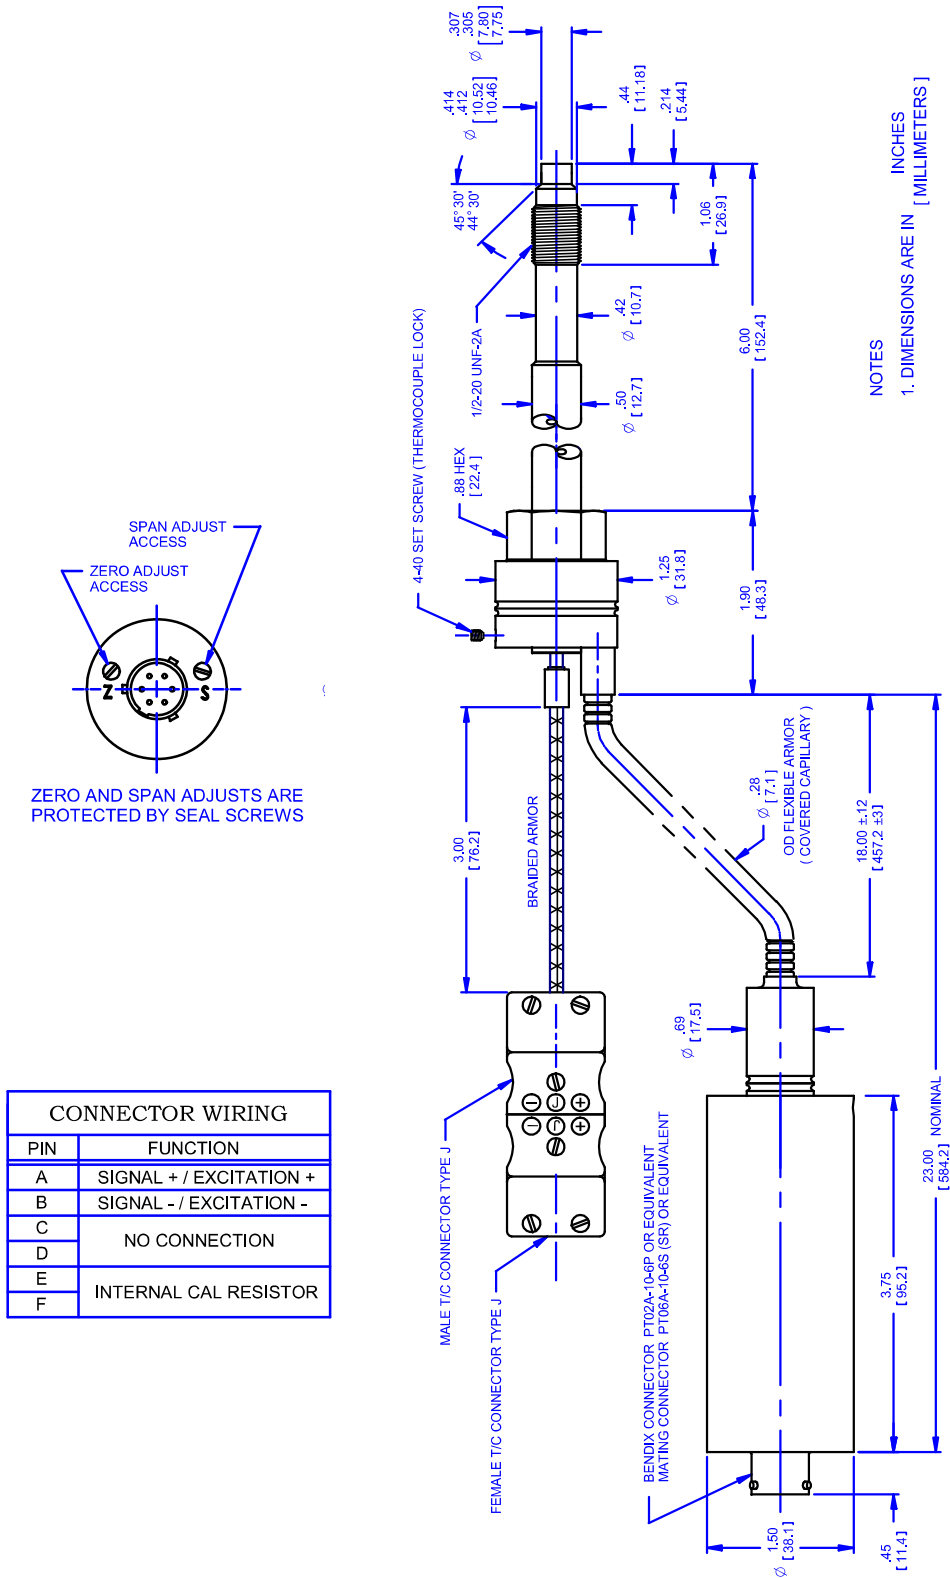 .307
.305
Ø [7.80]
[7.75]
.414
.412
Ø [10.52]
[10.46]
.44
[11.18]
.214
[5.44]
45° 30'
44° 30'
1.06
[26.9]
6.00
[152.4]
NOTES
1. DIMENSIONS ARE IN INCHES
[MILLIMETERS]
1/2-20 UNF-2A
.42
Ø [10.7]
.50
Ø [12.7]
4-40 SET SCREW (THERMOCOUPLE LOCK)
.88 HEX
[22.4]
1.25
Ø [31.8]
1.90
[48.3]
SPAN ADJUST
ACCESS
ZERO ADJUST
ACCESS
Z
S
ZERO AND SPAN ADJUSTS ARE
PROTECTED BY SEAL SCREWS
3.00
[76.2]
BRAIDED ARMOR
.28
Ø [7.1]
OD FLEXIBLE ARMOR
( COVERED CAPILLARY )
18.00 ±.12
[457.2 ±3]
.69
Ø [17.5]
J
J
MALE T/C CONNECTOR TYPE J
FEMALE T/C CONNECTOR TYPE J
BENDIX CONNECTOR PT02A-10-6P OR EQUIVALENT
MATING CONNECTOR PT06A-10-6S (SR) OR EQUIVALENT
3.75
[95.2]
23.00 NOMINAL
[584.2]
1.50
Ø [38.1]
.45
[11.4]
CONNECTOR WIRING
PIN FUNCTION
A SIGNAL + / EXCITATION +
B SIGNAL - / EXCITATION -
C
NO CONNECTION
D
E
INTERNAL CAL RESISTOR
F